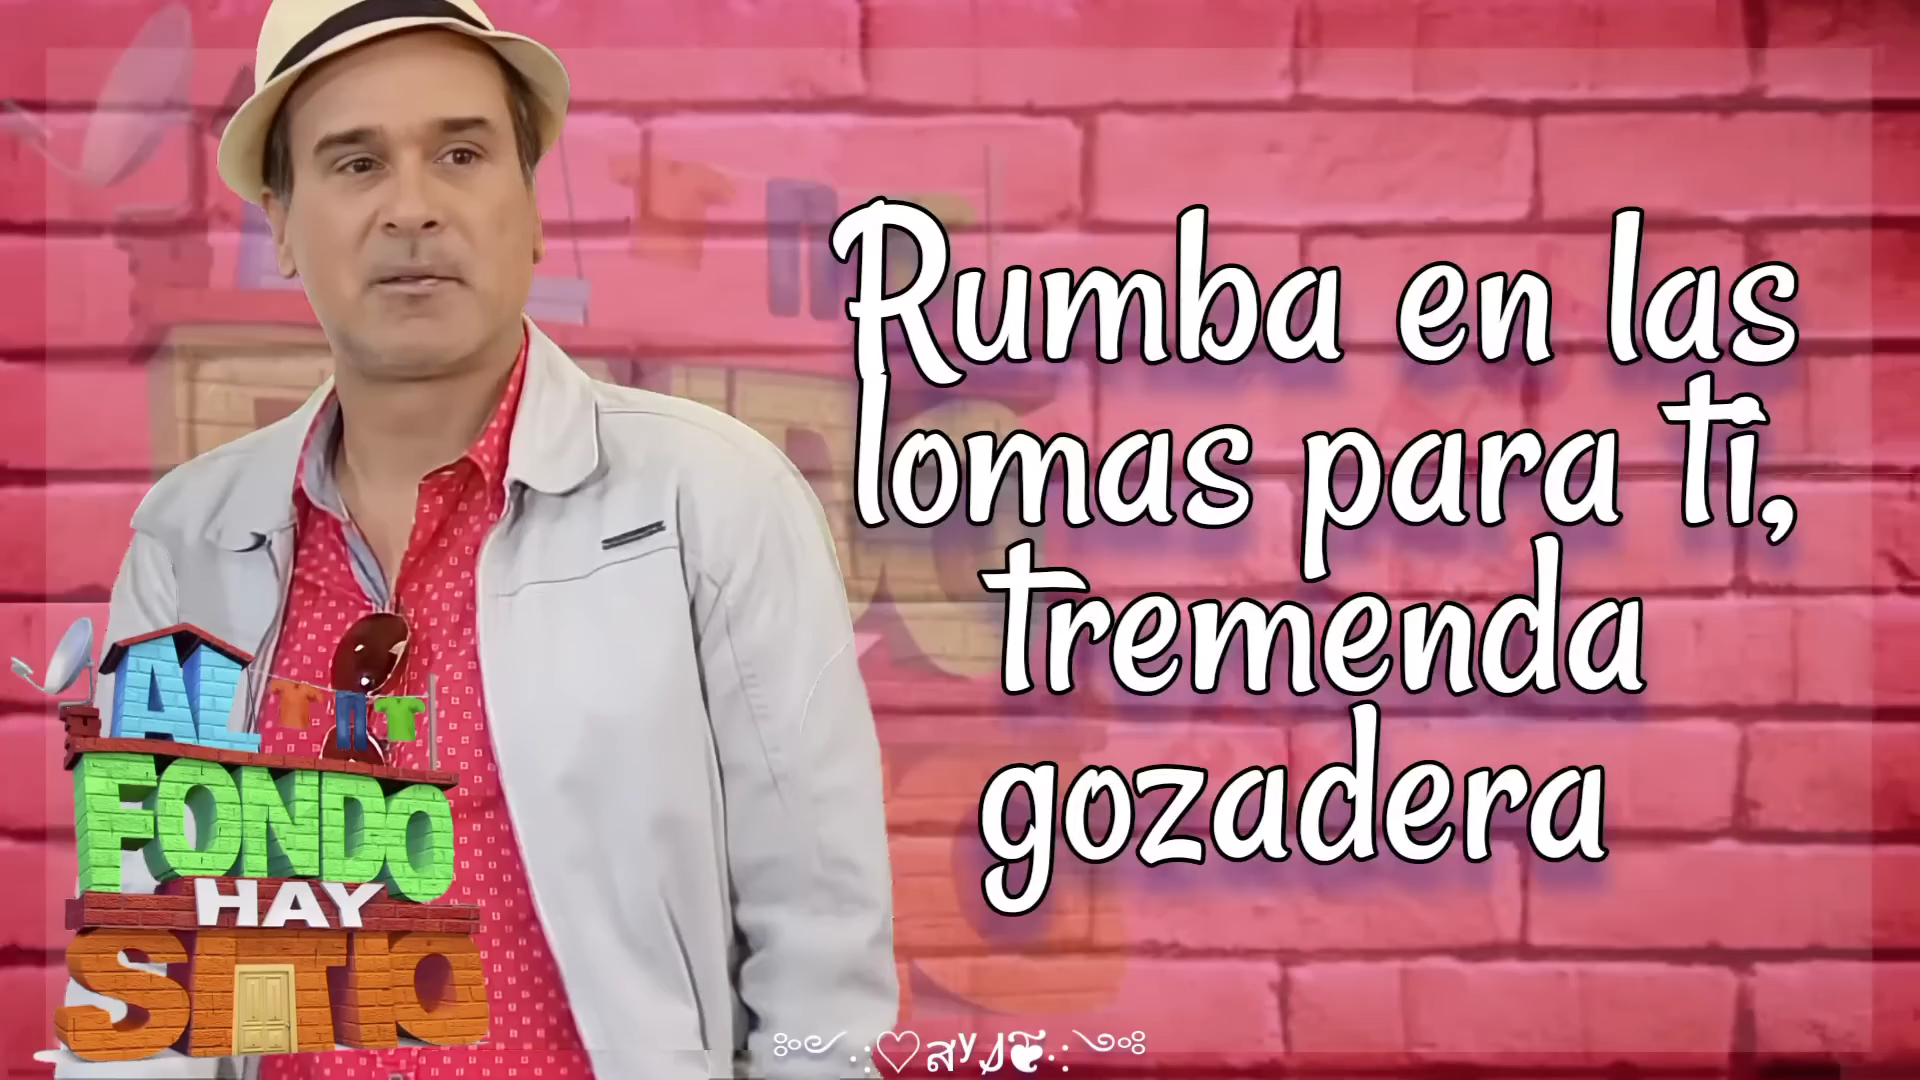 Rumba en las
lomas para ti,
tremenda
gozadera
AL
FONDO
HAY
SITIO